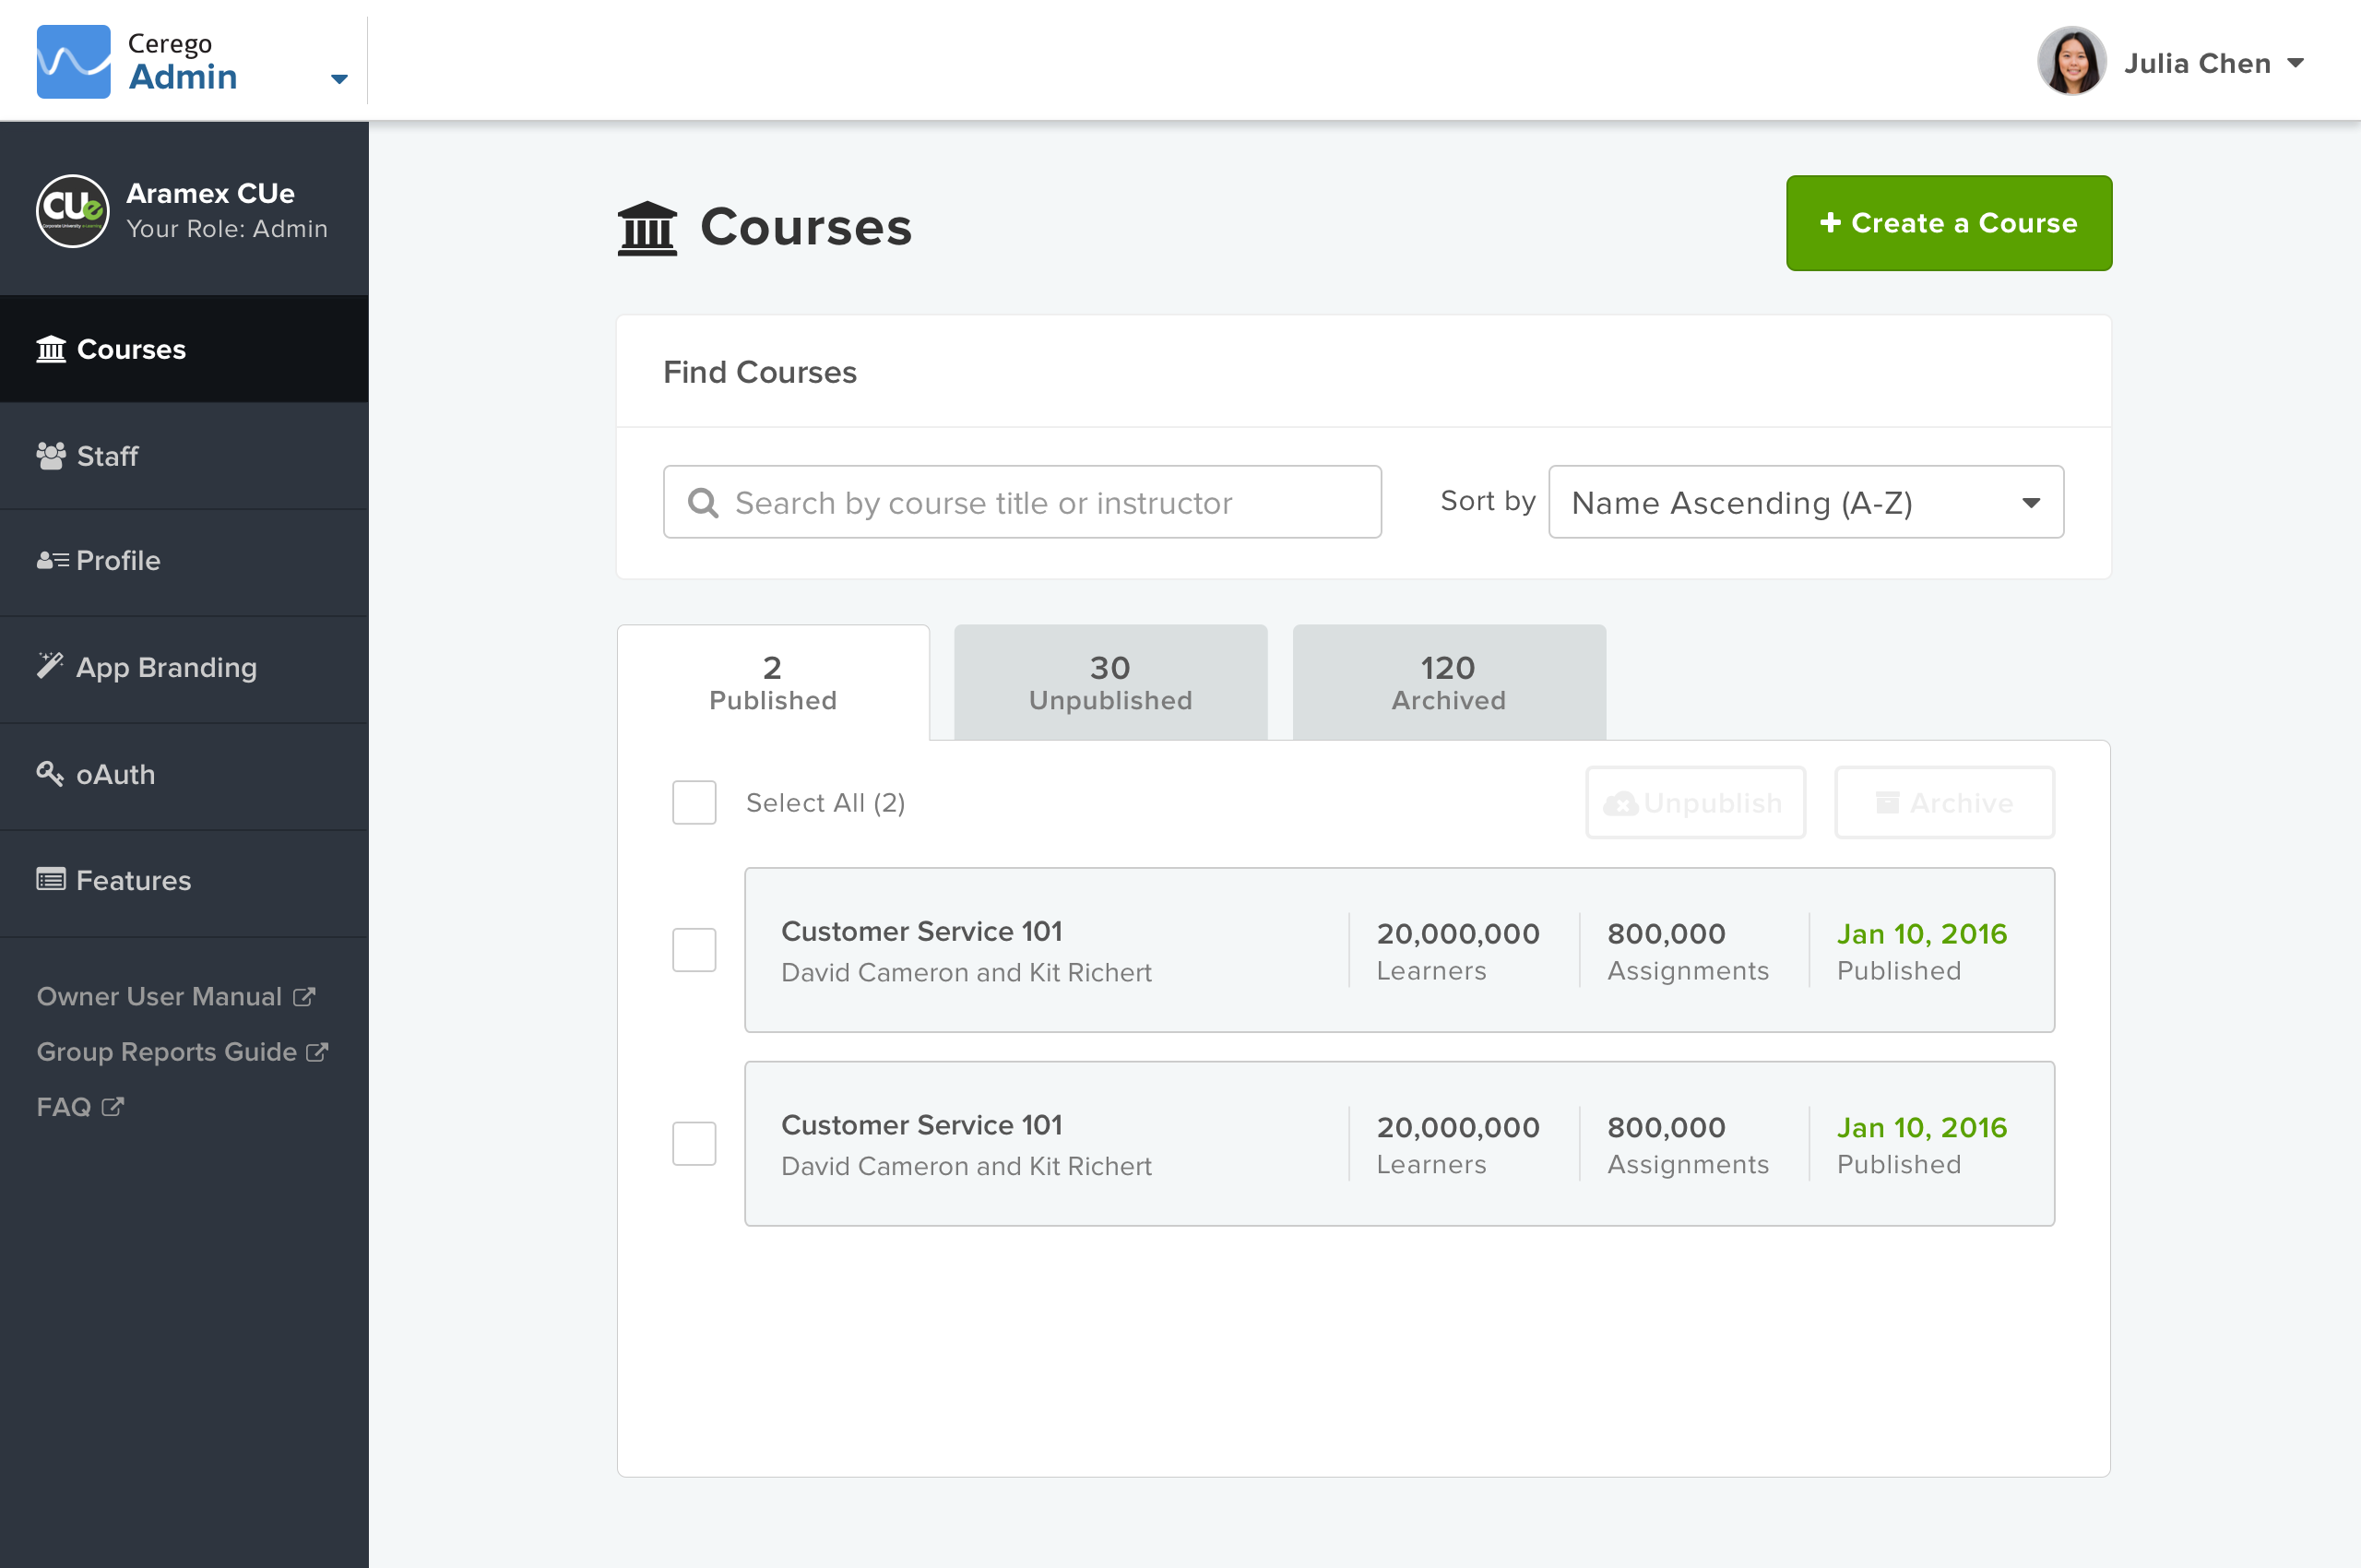 Cerego
Admin
Julia Chen
CUe
Aramex CUe
Your Role: Admin
Courses
Staff
Profile
App Branding
oAuth
Features
Owner User Manual
Group Reports Guide
FAQ
Courses
+ Create a Course
Find Courses
Search by course title or instructor
Sort by
Name Ascending (A-Z)
2
Published
30
Unpublished
120
Archived
Select All (2)
Unpublish
Archive
Customer Service 101
David Cameron and Kit Richert
20,000,000
Learners
800,000
Assignments
Jan 10, 2016
Published
Customer Service 101
David Cameron and Kit Richert
20,000,000
Learners
800,000
Assignments
Jan 10, 2016
Published